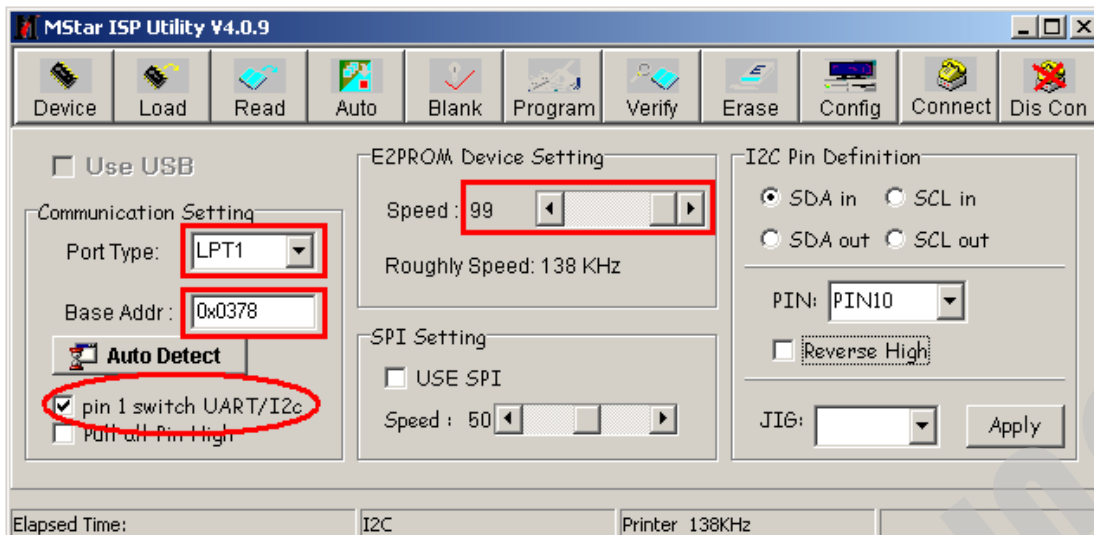 MStar ISP Utility V4.0.9
Device Load Read Auto Blank Program Verify Erase Config Connect Dis Con
Use USB
Communication Setting
Port Type: LPT1
Base Addr : 0x0378
Auto Detect
pin 1 switch UART/I2c
Pull all Pin High
E2PROM Device Setting
Speed : 99
Roughly Speed: 138 KHz
SPI Setting
USE SPI
Speed : 50
I2C Pin Definition
SDA in SCL in
SDA out SCL out
PIN: PIN10
Reverse High
JIG: Apply
Elapsed Time: I2C Printer 138KHz